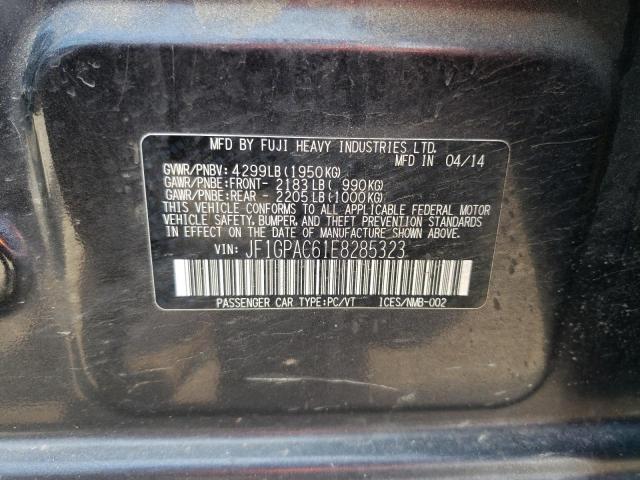 MFD BY FUJI HEAVY INDUSTRIES LTD.
MFD IN 04/14
GVWR/PNBV: 4299LB(1950KG)
GAWR/PNBE:FRONT- 2183LB( 990KG)
GAWR/PNBE:REAR - 2205LB(1000KG)
THIS VEHICLE CONFORMS TO ALL APPLICABLE FEDERAL MOTOR
VEHICLE SAFETY, BUMPER, AND THEFT PREVENTION STANDARDS
IN EFFECT ON THE DATE OF MANUFACTURE SHOWN ABOVE.
VIN: JF1GPAC61E8285323
PASSENGER CAR TYPE:PC/VT ICES/NMB-002